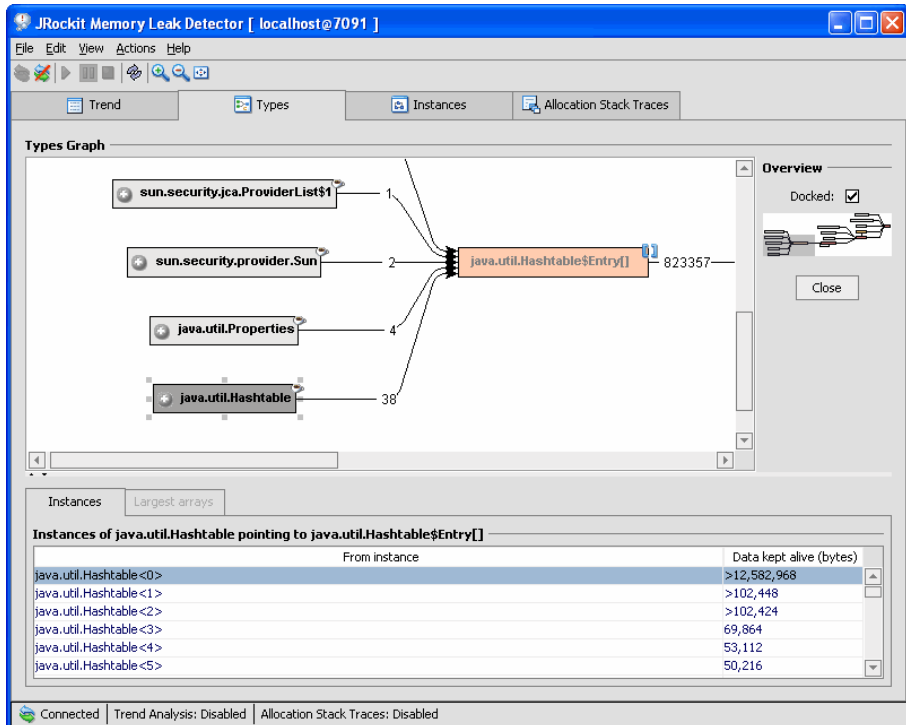 JRockit Memory Leak Detector [ localhost@7091 ]
File Edit View Actions Help
Trend Types Instances Allocation Stack Traces
Types Graph
Overview
Docked:
Close
sun.security.jca.ProviderList$1 1
sun.security.provider.Sun 2
java.util.Hashtable$Entry[] 823357
java.util.Properties 4
java.util.Hashtable 38
Instances Largest arrays
Instances of java.util.Hashtable pointing to java.util.Hashtable$Entry[]
From instance Data kept alive (bytes)
java.util.Hashtable<0> >12,582,968
java.util.Hashtable<1> >102,448
java.util.Hashtable<2> >102,424
java.util.Hashtable<3> 69,864
java.util.Hashtable<4> 53,112
java.util.Hashtable<5> 50,216
Connected Trend Analysis: Disabled Allocation Stack Traces: Disabled